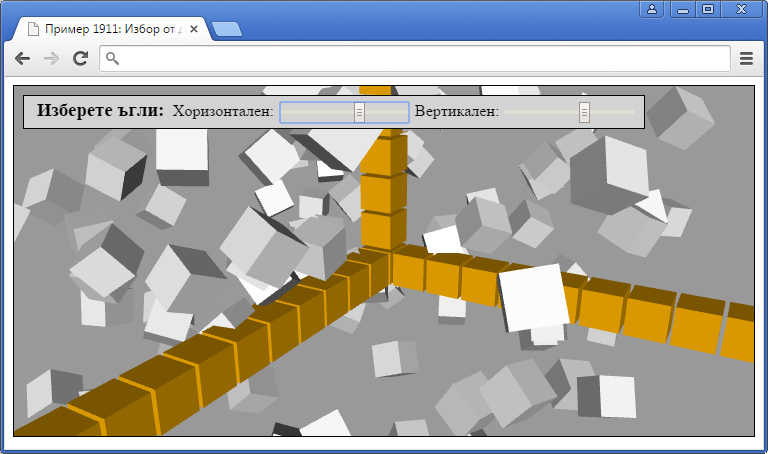 Пример 1911: Избор от
Изберете ъгли: Хоризонтален: Вертикален: